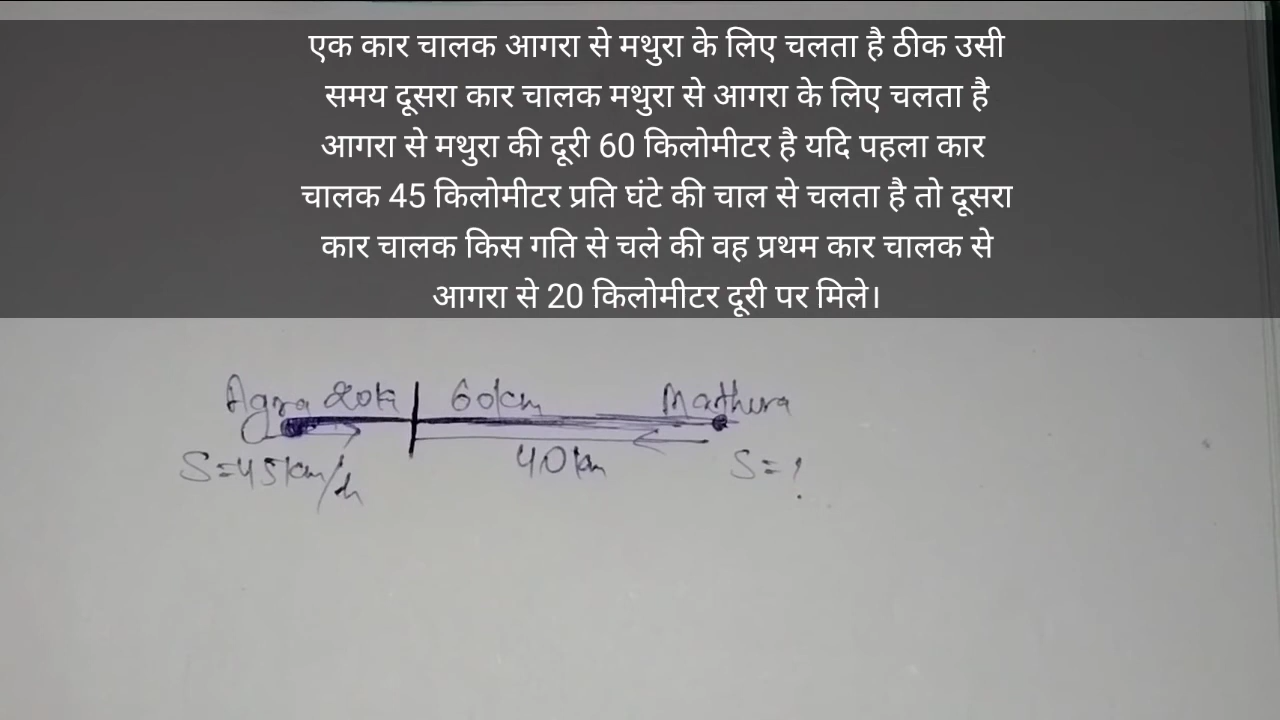 एक कार चालक आगरा से मथुरा के लिए चलता है ठीक उसी
समय दूसरा कार चालक मथुरा से आगरा के लिए चलता है
आगरा से मथुरा की दूरी 60 किलोमीटर है यदि पहला कार
चालक 45 किलोमीटर प्रति घंटे की चाल से चलता है तो दूसरा
कार चालक किस गति से चले की वह प्रथम कार चालक से
आगरा से 20 किलोमीटर दूरी पर मिले।
Agra 20k 60km Mathura
S=45km/h 40km S=?